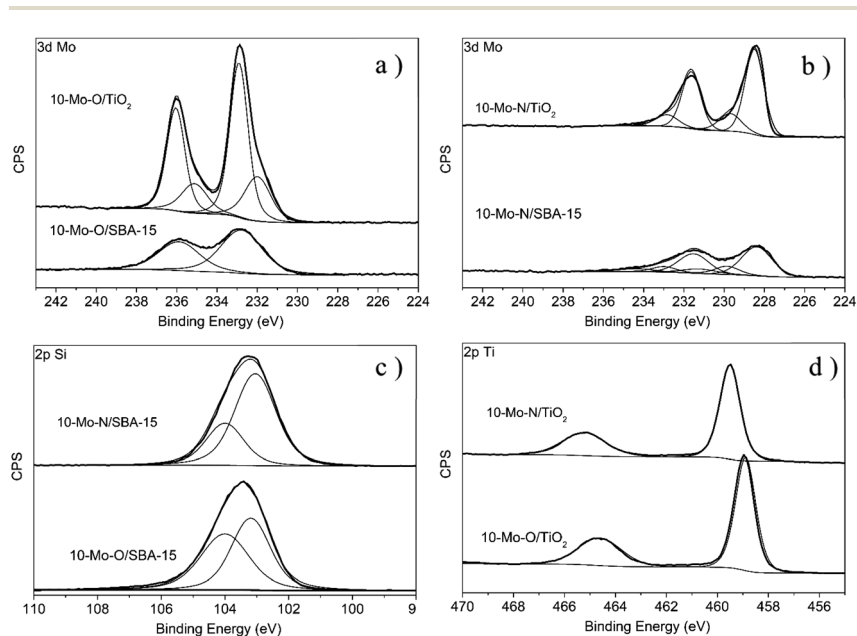 3d Mo
a )
10-Mo-O/TiO2
10-Mo-O/SBA-15
CPS
242 240 238 236 234 232 230 228 226 224
Binding Energy (eV)
3d Mo
b )
10-Mo-N/TiO2
10-Mo-N/SBA-15
CPS
242 240 238 236 234 232 230 228 226 224
Binding Energy (eV)
2p Si
c )
10-Mo-N/SBA-15
10-Mo-O/SBA-15
CPS
110 108 106 104 102 100 9
Binding Energy (eV)
2p Ti
d )
10-Mo-N/TiO2
10-Mo-O/TiO2
CPS
470 468 466 464 462 460 458 456
Binding Energy (eV)